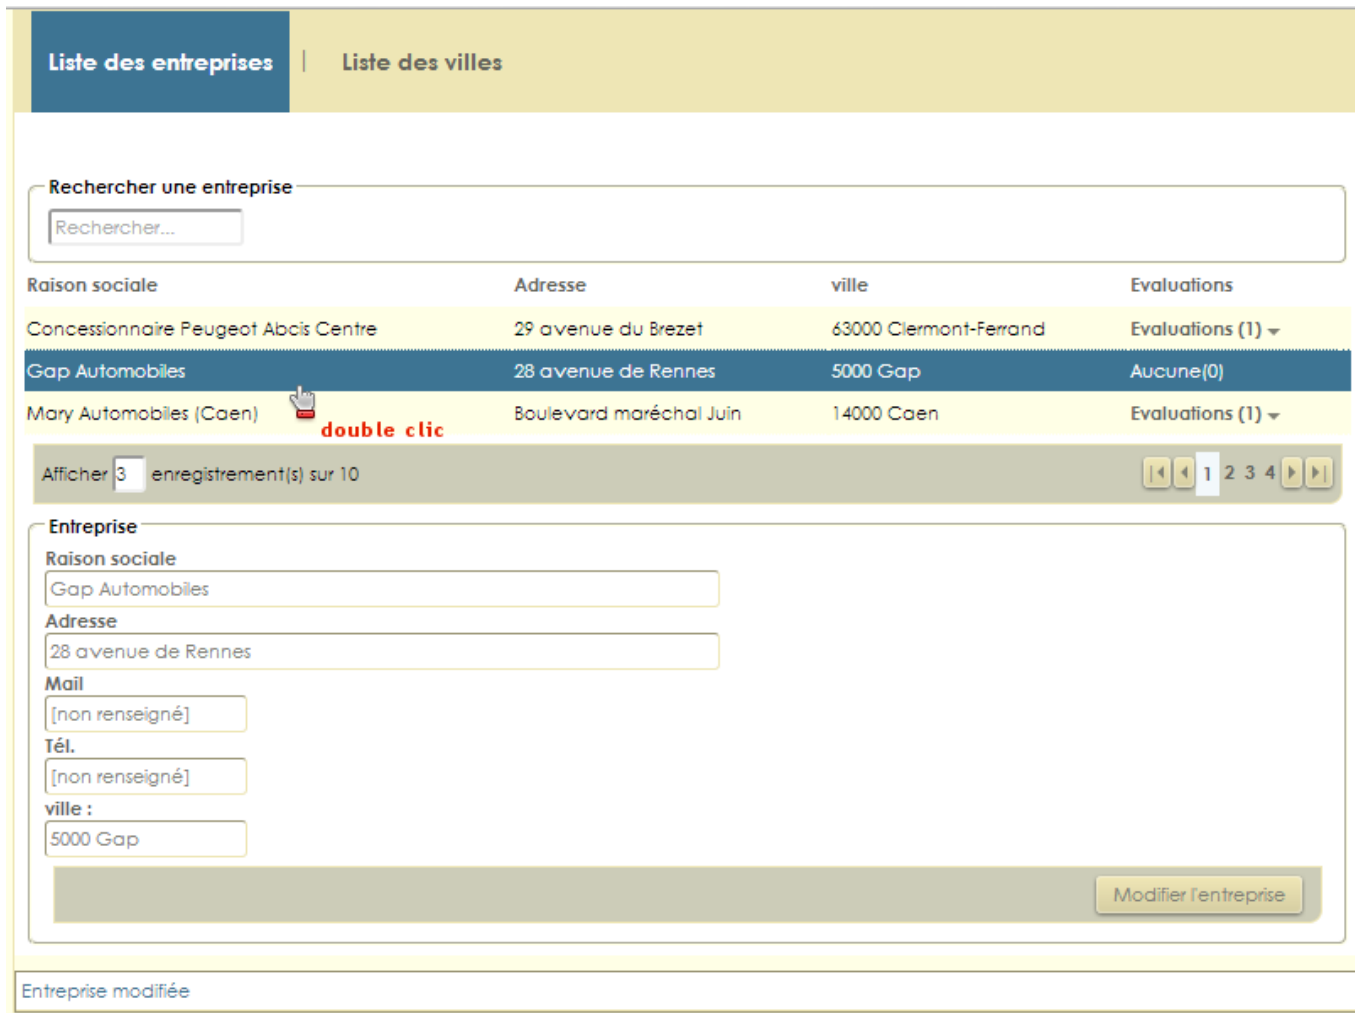 Liste des entreprises | Liste des villes
Rechercher une entreprise
Rechercher...
Raison sociale Adresse ville Evaluations
Concessionnaire Peugeot Abcis Centre 29 avenue du Brezet 63000 Clermont-Ferrand Evaluations (1)
Gap Automobiles 28 avenue de Rennes 5000 Gap Aucune(0)
Mary Automobiles (Caen) Boulevard maréchal Juin 14000 Caen Evaluations (1)
double clic
Afficher 3 enregistrement(s) sur 10 1 2 3 4
Entreprise
Raison sociale
Gap Automobiles
Adresse
28 avenue de Rennes
Mail
[non renseigné]
Tél.
[non renseigné]
ville :
5000 Gap
Modifier l'entreprise
Entreprise modifiée